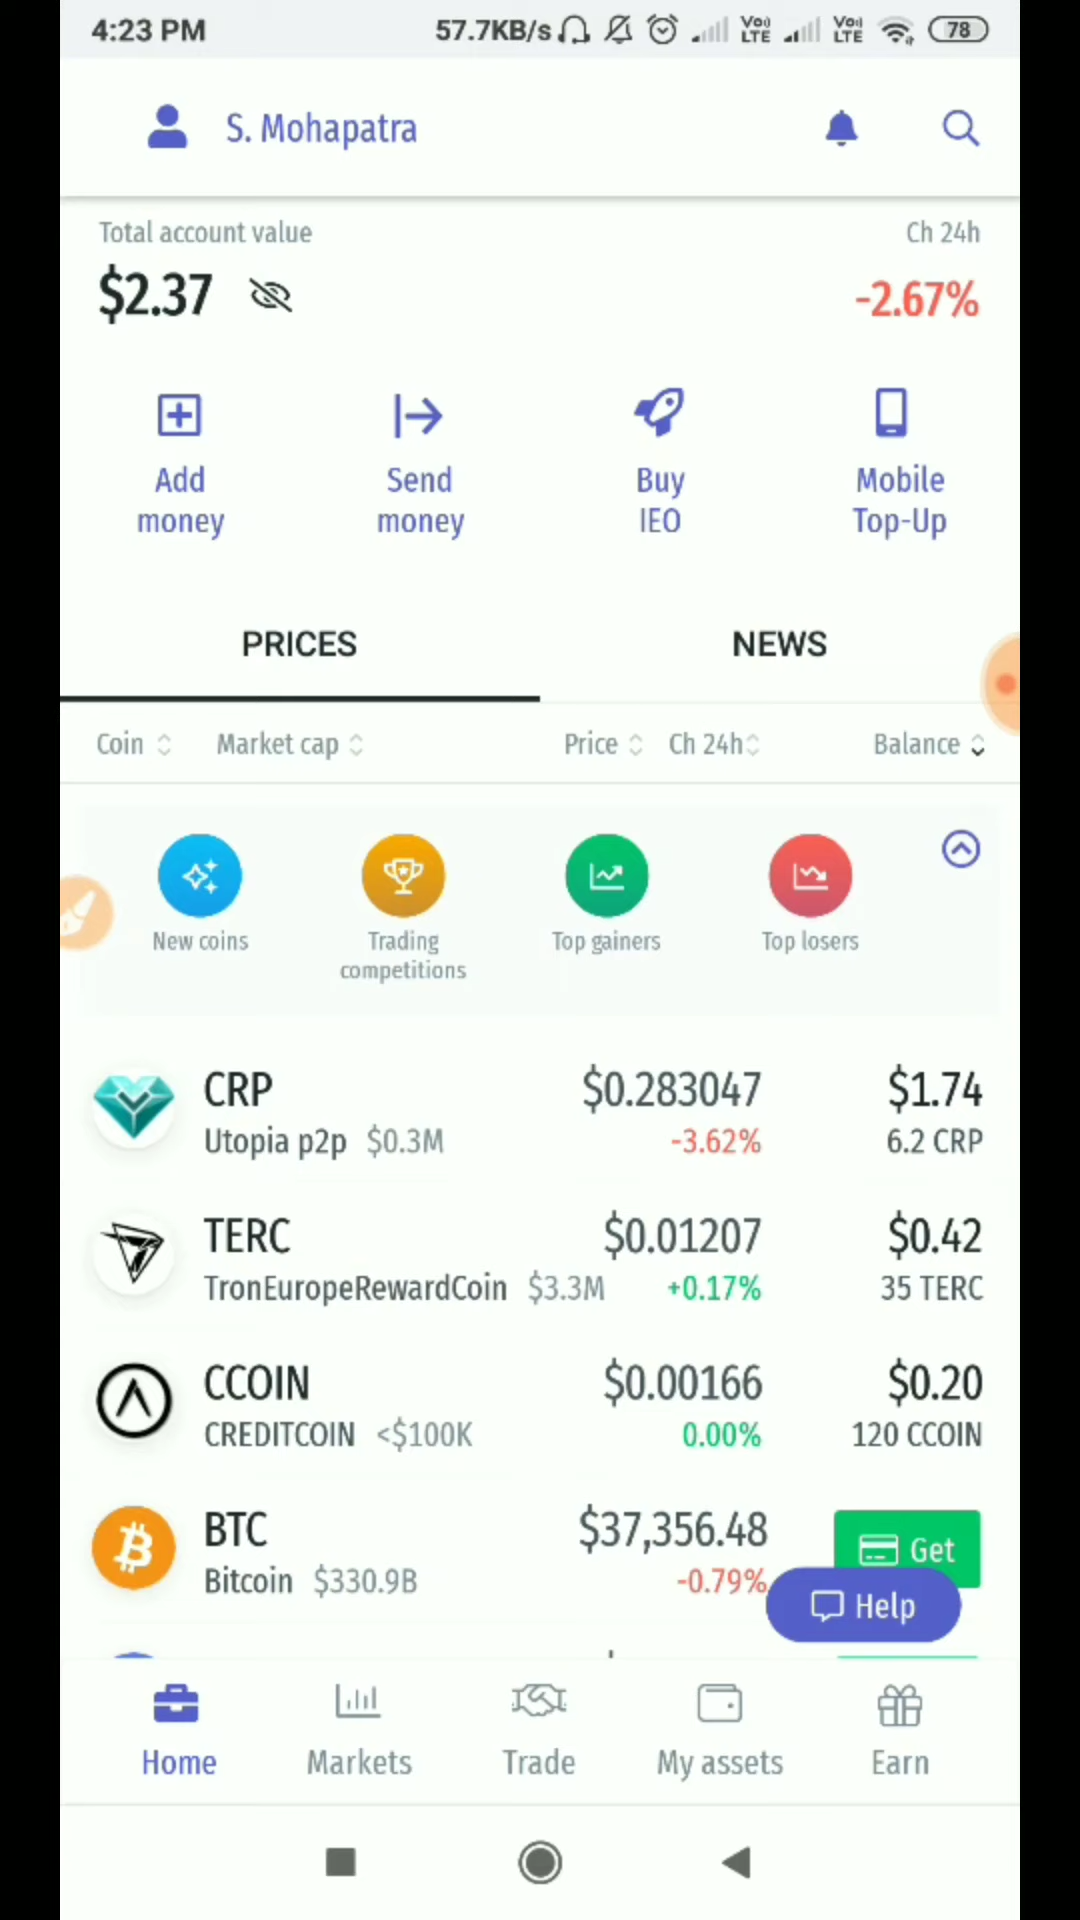 4:23 PM 57.7KB/s Vo) LTE Vo) LTE 78
S. Mohapatra
Total account value Ch 24h
$2.37 -2.67%
Add money
Send money
Buy IEO
Mobile Top-Up
PRICES NEWS
Coin Market cap Price Ch 24h Balance
New coins
Trading competitions
Top gainers
Top losers
CRP $0.283047 $1.74
Utopia p2p $0.3M -3.62% 6.2 CRP
TERC $0.01207 $0.42
TronEuropeRewardCoin $3.3M +0.17% 35 TERC
CCOIN $0.00166 $0.20
CREDITCOIN <$100K 0.00% 120 CCOIN
BTC $37,356.48 Get
Bitcoin $330.9B -0.79%
Help
Home Markets Trade My assets Earn